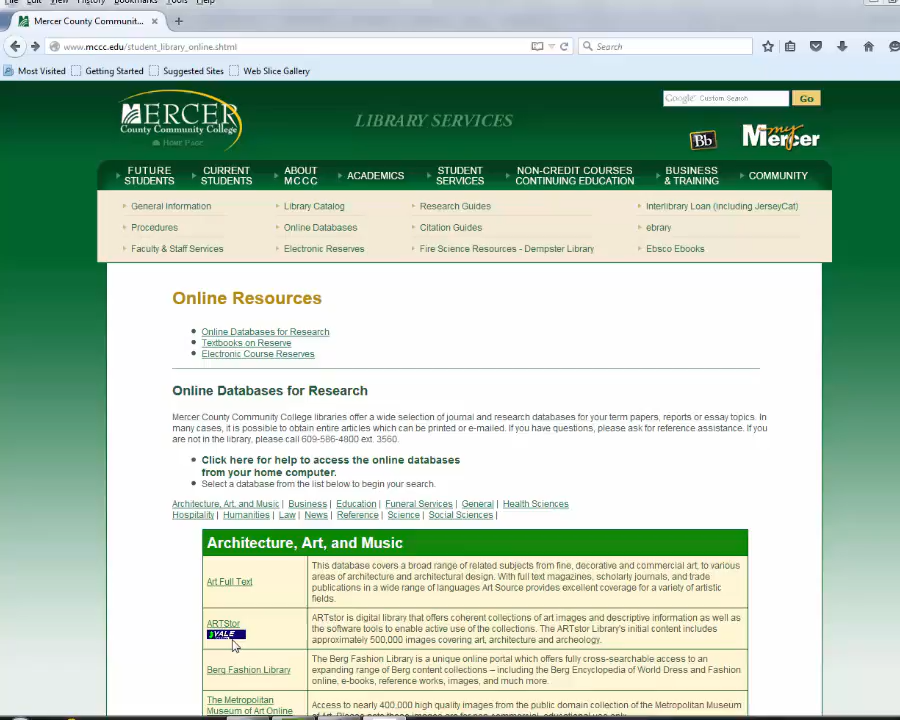 File Edit View History Bookmarks Tools Help
Mercer County Communit... × +
www.mccc.edu/student_library_online.shtml
Search
Most Visited Getting Started Suggested Sites Web Slice Gallery
MERCER
County Community College
HOME PAGE
LIBRARY SERVICES
Google Custom Search Go
Bb
my Mercer
FUTURE STUDENTS
CURRENT STUDENTS
ABOUT MCCC
ACADEMICS
STUDENT SERVICES
NON-CREDIT COURSES CONTINUING EDUCATION
BUSINESS & TRAINING
COMMUNITY
General Information Library Catalog Research Guides Interlibrary Loan (including JerseyCat)
Procedures Online Databases Citation Guides ebrary
Faculty & Staff Services Electronic Reserves Fire Science Resources - Dempster Library Ebsco Ebooks
Online Resources
Online Databases for Research
Textbooks on Reserve
Electronic Course Reserves
Online Databases for Research
Mercer County Community College libraries offer a wide selection of journal and research databases for your term papers, reports or essay topics. In
many cases, it is possible to obtain entire articles which can be printed or e-mailed. If you have questions, please ask for reference assistance. If you
are not in the library, please call 609-586-4800 ext. 3560.
Click here for help to access the online databases
from your home computer.
Select a database from the list below to begin your search.
Architecture, Art, and Music | Business | Education | Funeral Services | General | Health Sciences
Hospitality | Humanities | Law | News | Reference | Science | Social Sciences |
Architecture, Art, and Music
Art Full Text
This database covers a broad range of related subjects from fine, decorative and commercial art, to various
areas of architecture and architectural design. With full text magazines, scholarly journals, and trade
publications in a wide range of languages Art Source provides excellent coverage for a variety of artistic
fields.
ARTStor
VALE
ARTstor is digital library that offers coherent collections of art images and descriptive information as well as
the software tools to enable active use of the collections. The ARTstor Library's initial content includes
approximately 500,000 images covering art, architecture and archeology.
Berg Fashion Library
The Berg Fashion Library is a unique online portal which offers fully cross-searchable access to an
expanding range of Berg content collections – including the Berg Encyclopedia of World Dress and Fashion
online, e-books, reference works, images, and much more.
The Metropolitan
Museum of Art Online
Access to nearly 400,000 high quality images from the public domain collection of the Metropolitan